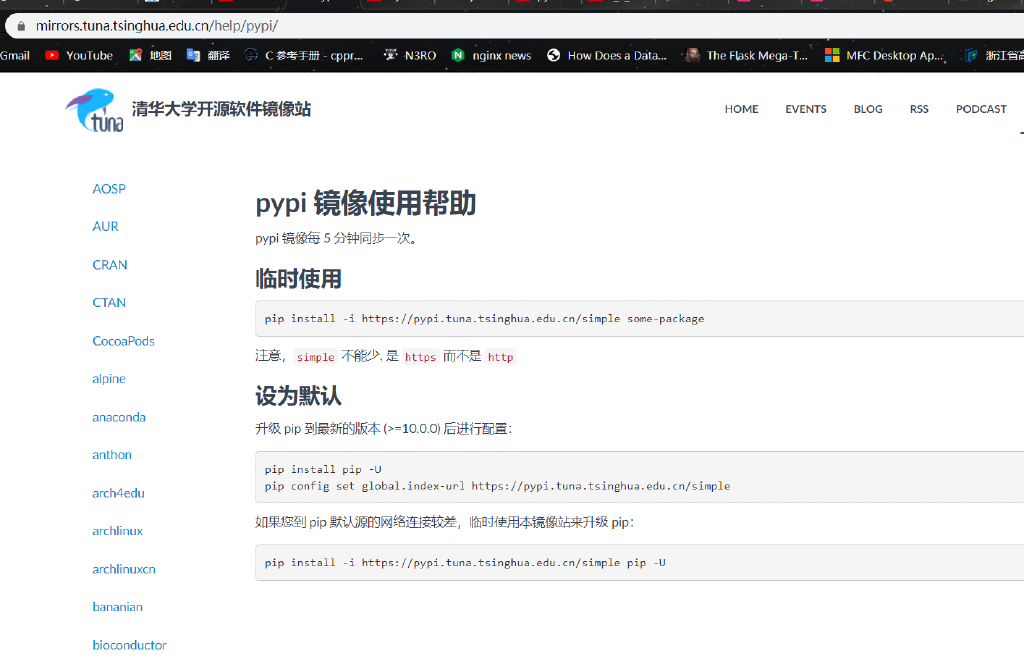 mirrors.tuna.tsinghua.edu.cn/help/pypi/
Gmail YouTube 地图 翻译 C 参考手册 - cppr... N3RO nginx news How Does a Data... The Flask Mega-T... MFC Desktop Ap... 浙江省高
tuna 清华大学开源软件镜像站 HOME EVENTS BLOG RSS PODCAST
AOSP
AUR
CRAN
CTAN
CocoaPods
alpine
anaconda
anthon
arch4edu
archlinux
archlinuxcn
bananian
bioconductor
pypi 镜像使用帮助
pypi 镜像每 5 分钟同步一次。
临时使用
pip install -i https://pypi.tuna.tsinghua.edu.cn/simple some-package
注意，simple 不能少, 是 https 而不是 http
设为默认
升级 pip 到最新的版本 (>=10.0.0) 后进行配置：
pip install pip -U
pip config set global.index-url https://pypi.tuna.tsinghua.edu.cn/simple
如果您到 pip 默认源的网络连接较差，临时使用本镜像站来升级 pip：
pip install -i https://pypi.tuna.tsinghua.edu.cn/simple pip -U